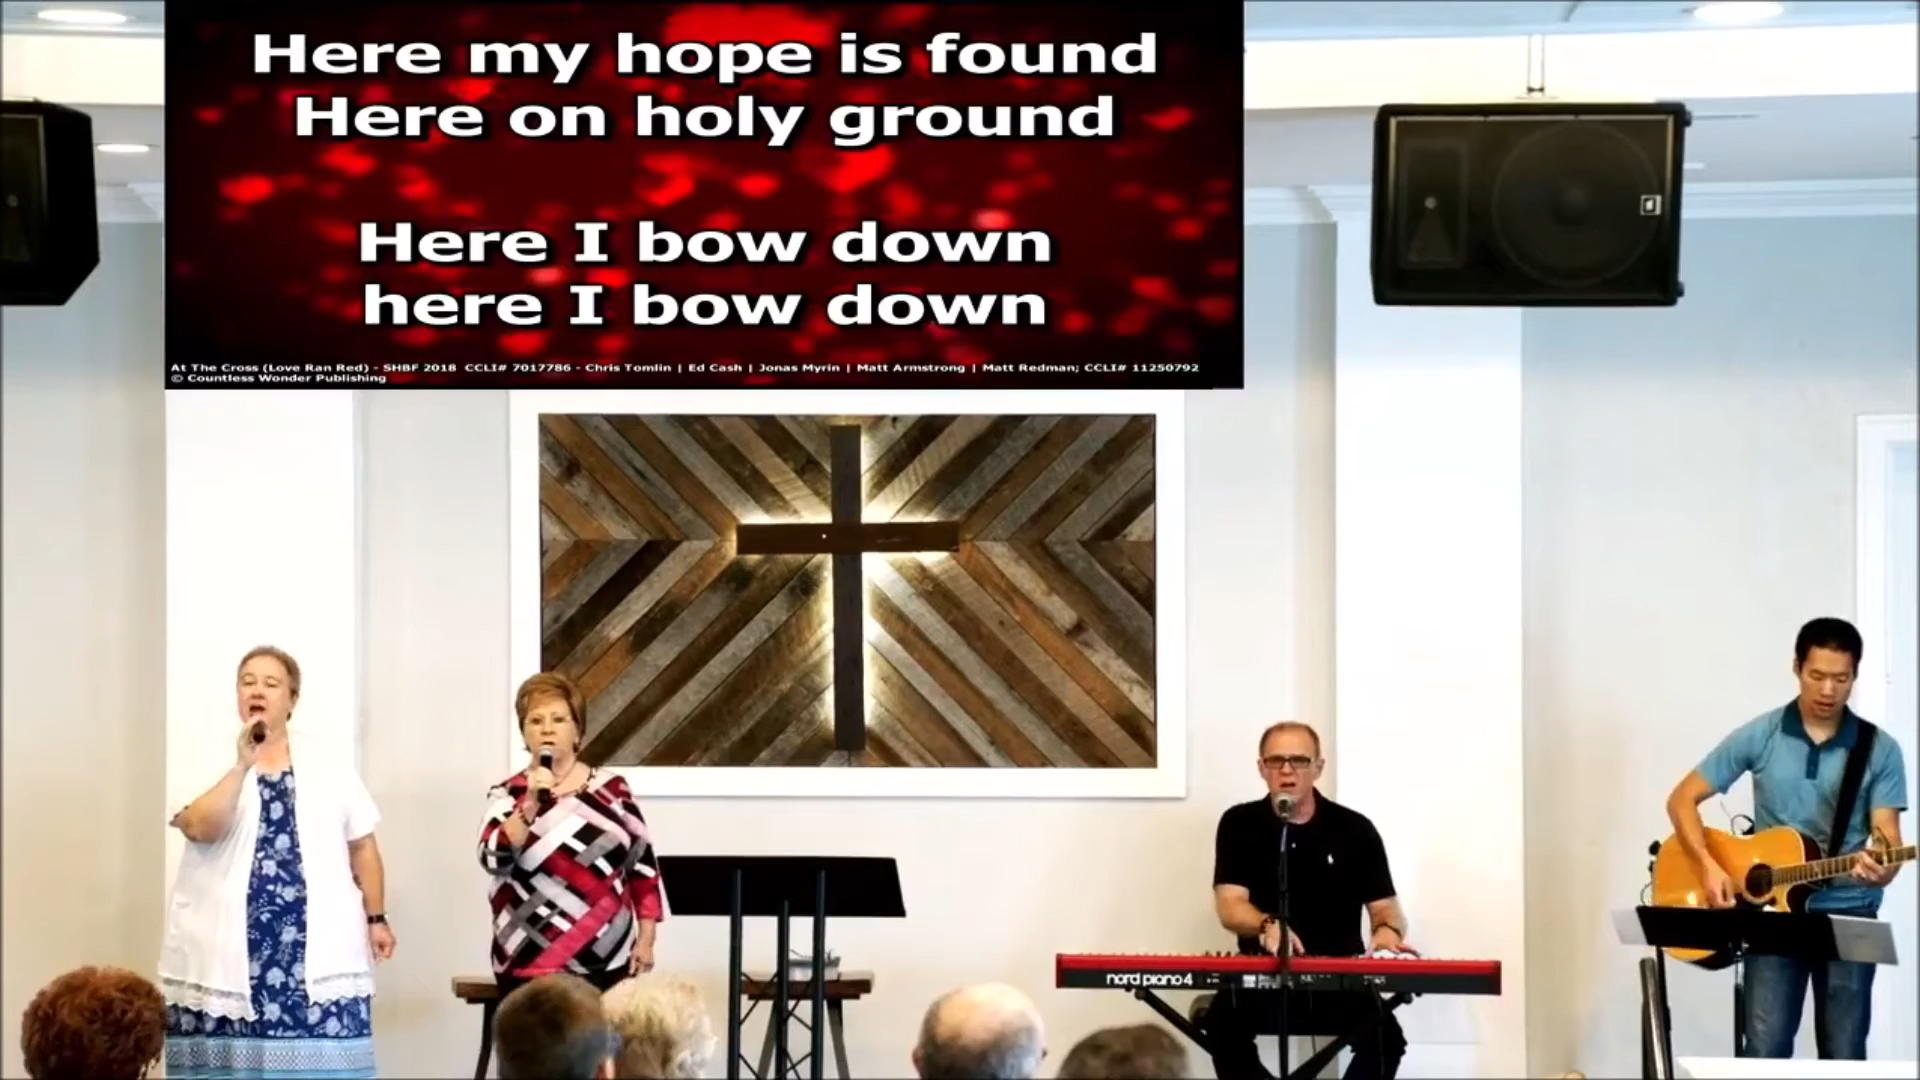 Here my hope is found
Here on holy ground
Here I bow down
here I bow down
At The Cross (Love Ran Red) - SHBF 2018 CCLI# 7017786 - Chris Tomlin | Ed Cash | Jonas Myrin | Matt Armstrong | Matt Redman; CCLI# 11250792
© Countless Wonder Publishing
nord piano 4